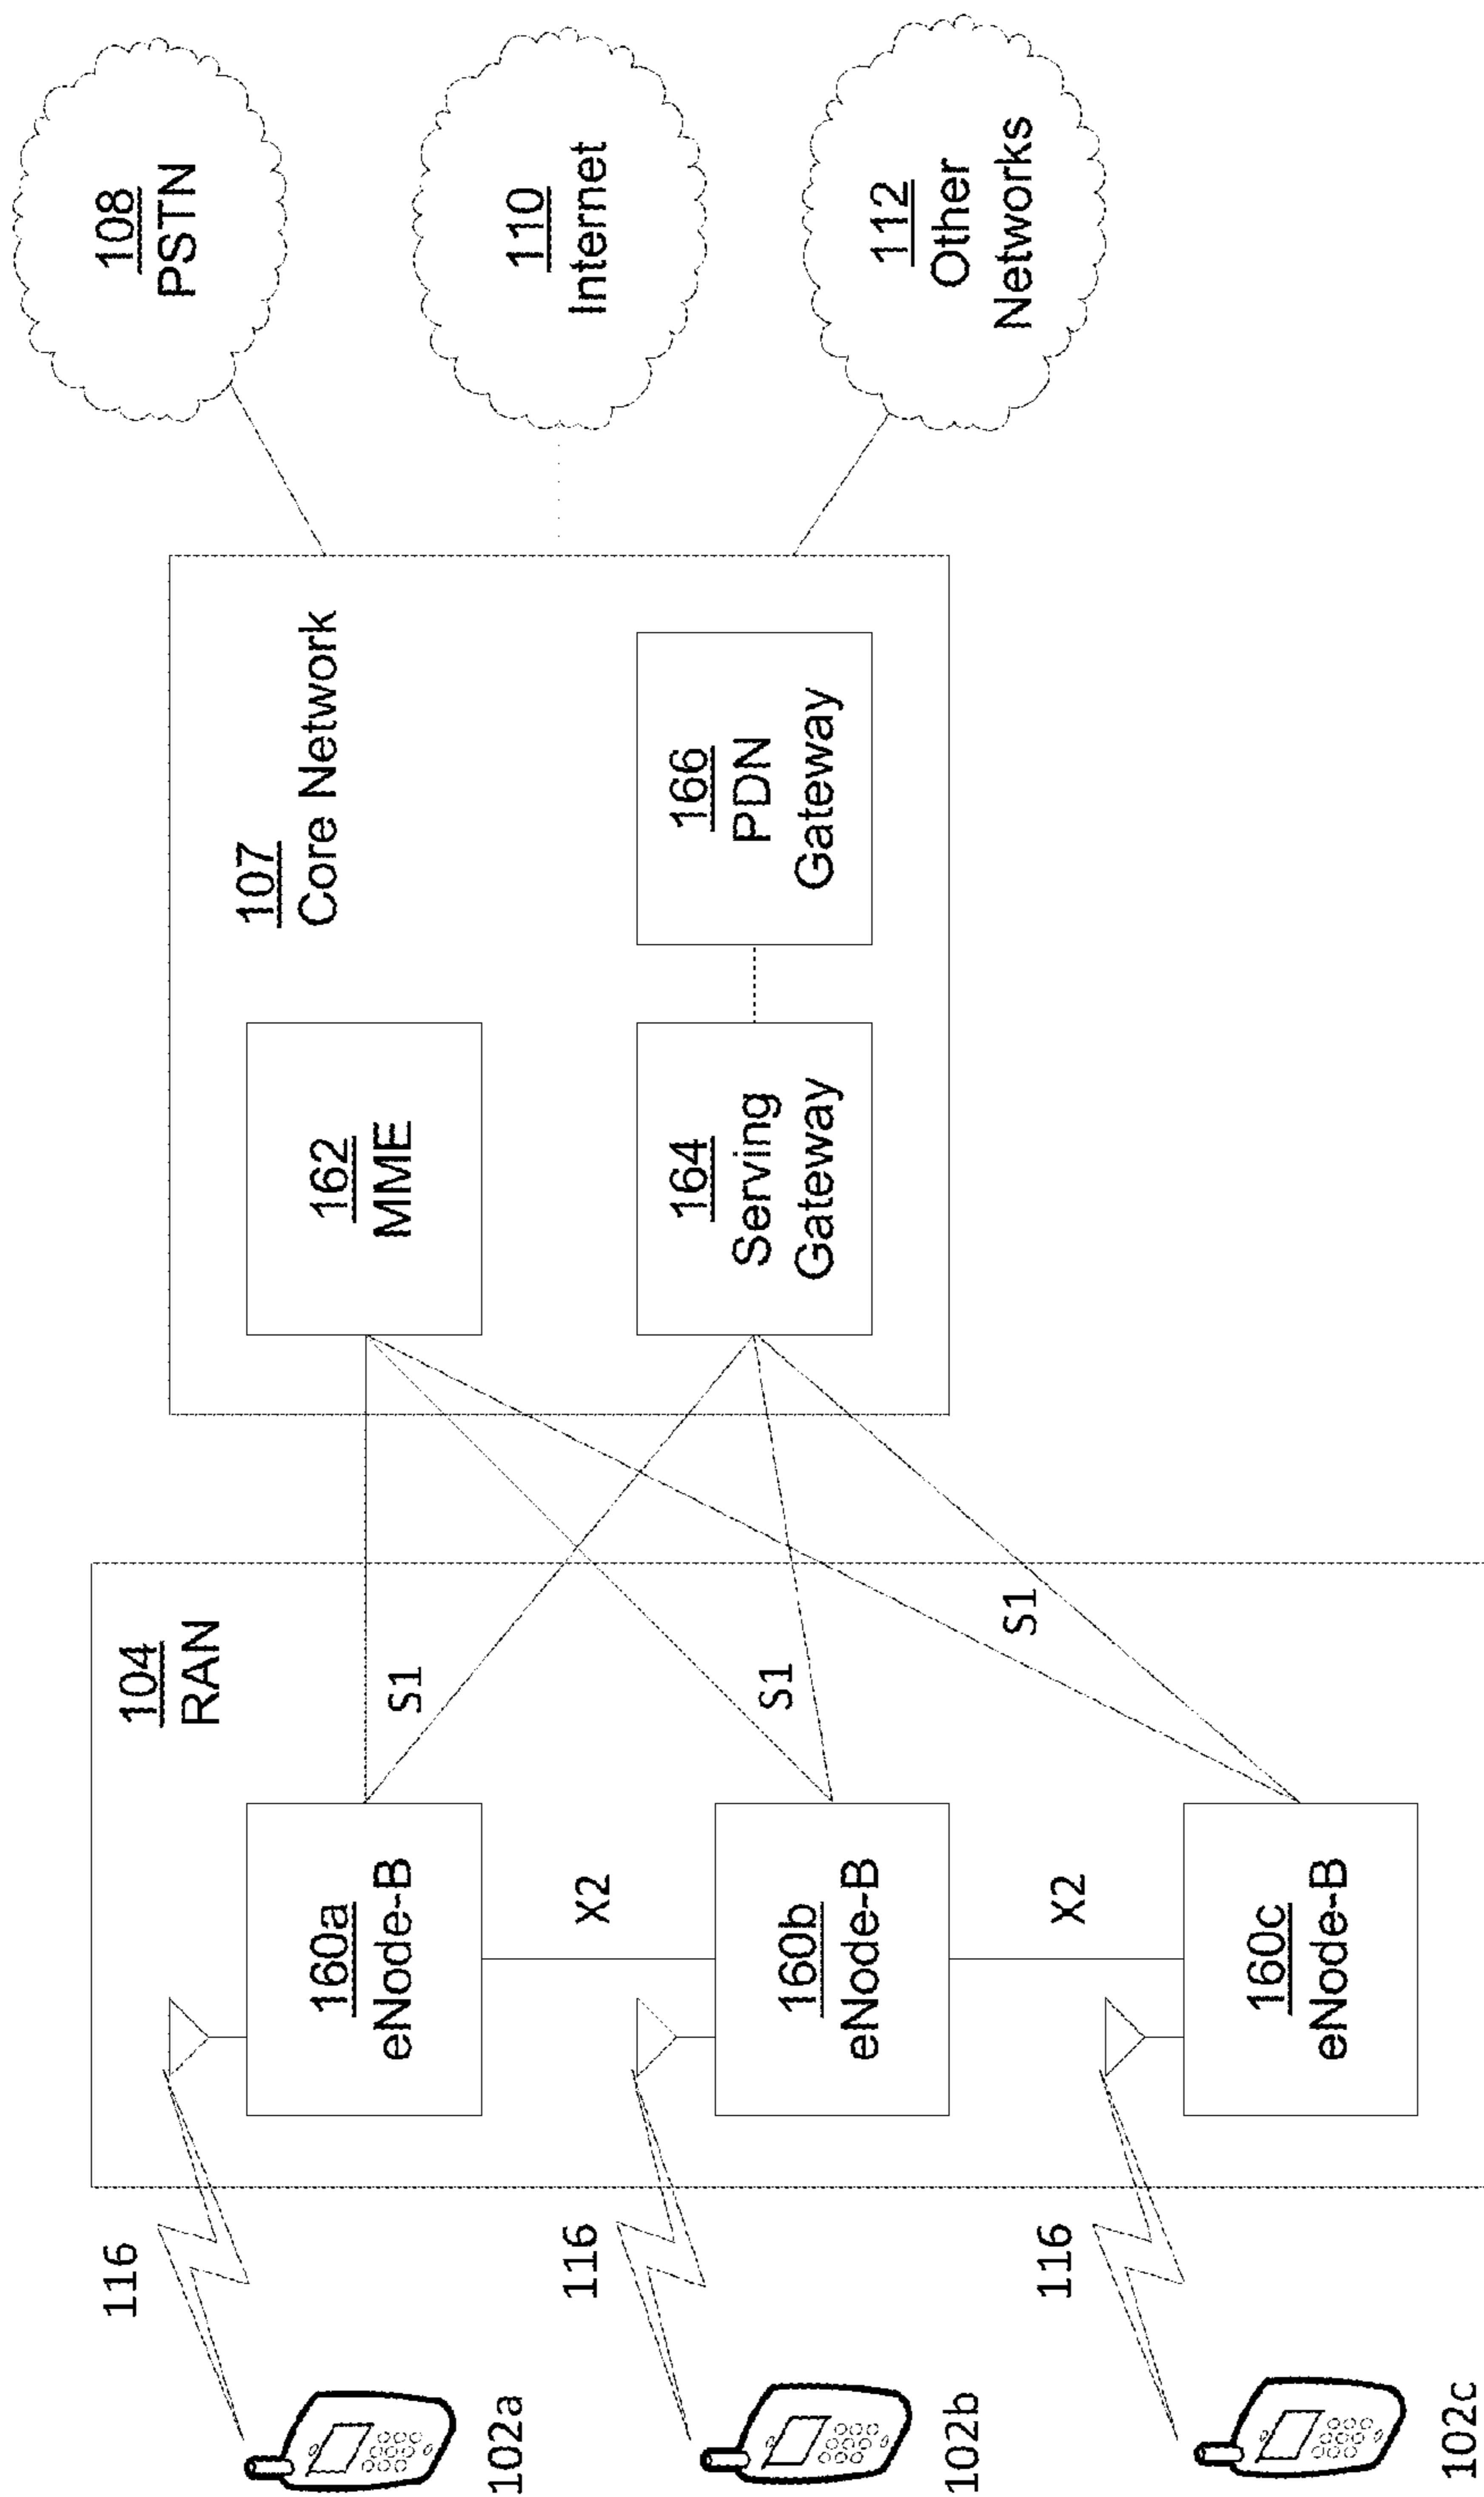 116
102a
116
102b
116
102c
104
RAN
160a
eNode-B
X2
160b
eNode-B
X2
160c
eNode-B
S1
S1
S1
107
Core Network
162
MME
164
Serving
Gateway
166
PDN
Gateway
108
PSTN
110
Internet
112
Other
Networks